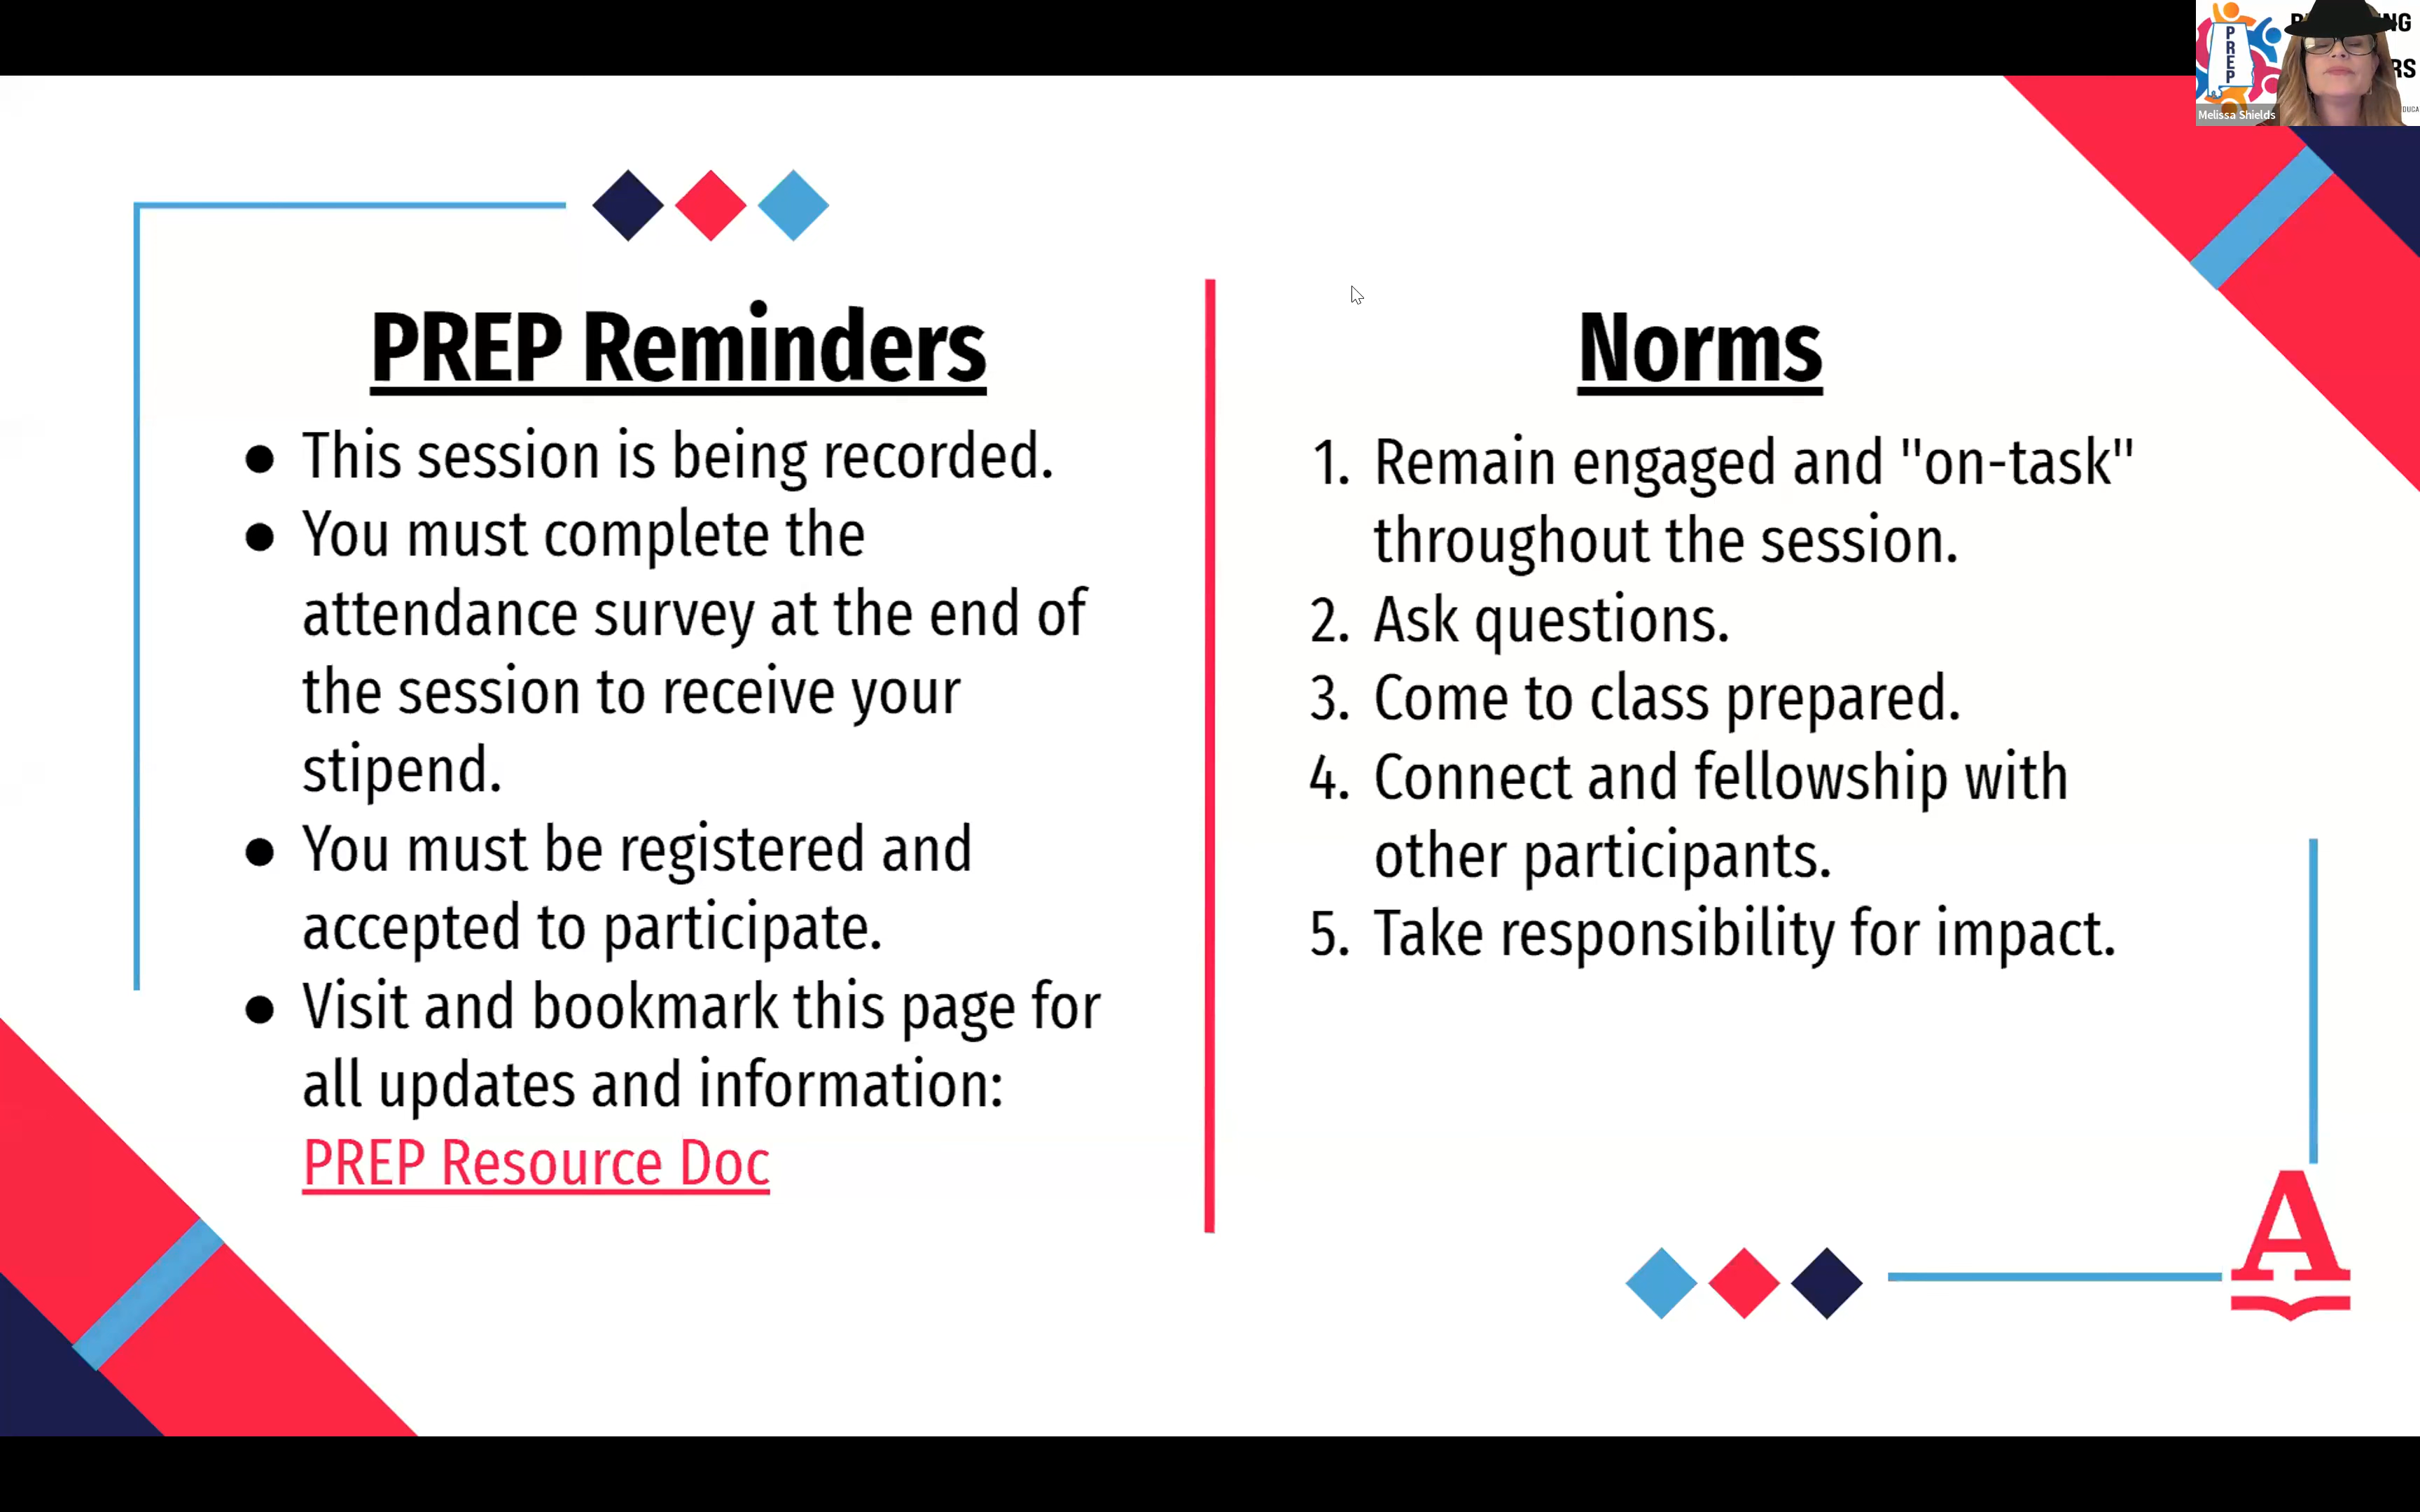 PREP Reminders
This session is being recorded.
You must complete the
attendance survey at the end of
the session to receive your
stipend.
You must be registered and
accepted to participate.
Visit and bookmark this page for
all updates and information:
PREP Resource Doc
Norms
1. Remain engaged and "on-task"
throughout the session.
2. Ask questions.
3. Come to class prepared.
4. Connect and fellowship with
other participants.
5. Take responsibility for impact.
A
PREP
Melissa Shields